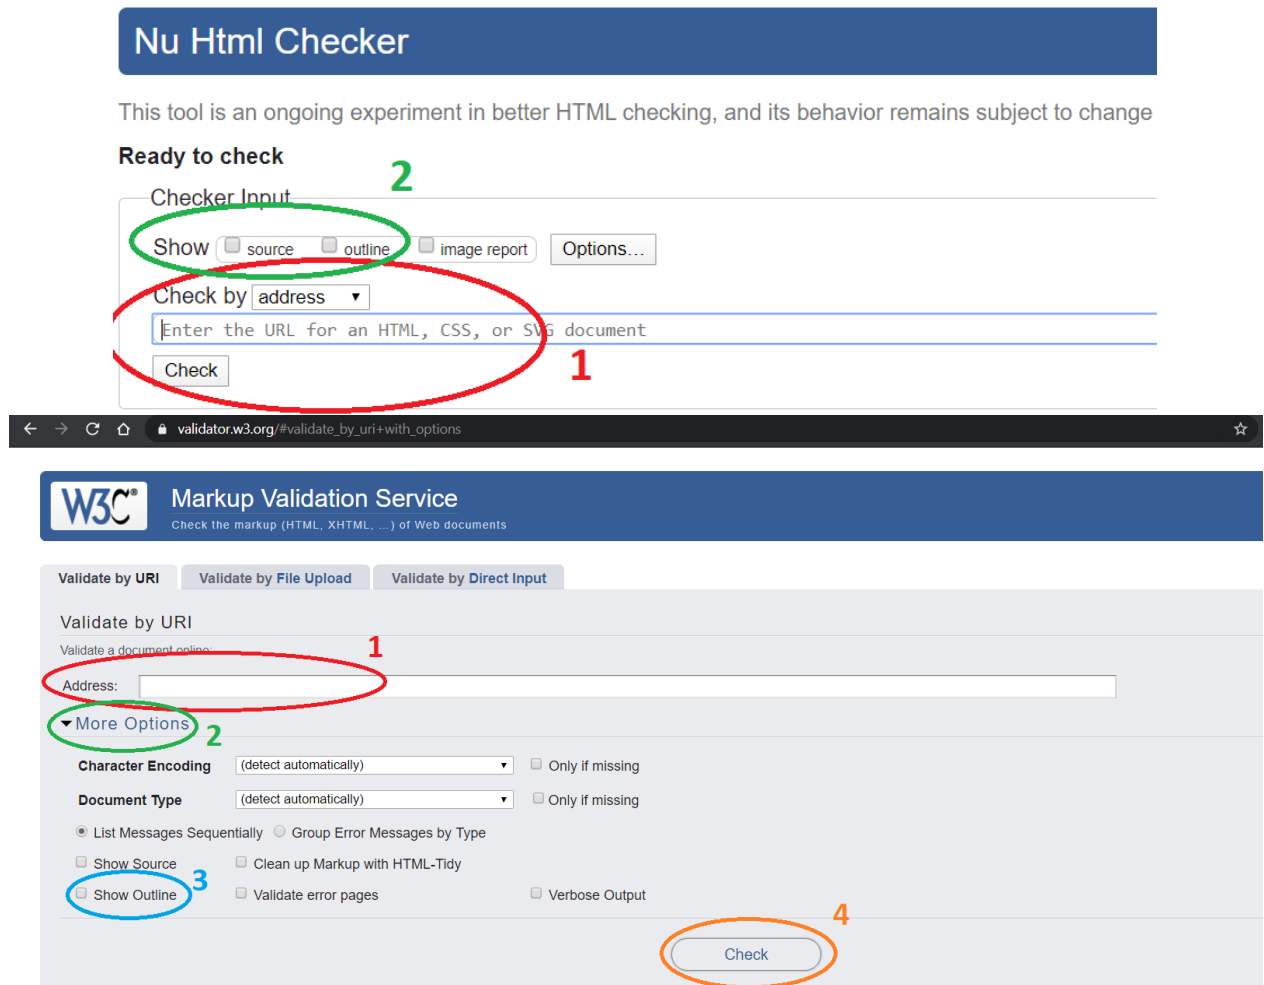 Nu Html Checker
This tool is an ongoing experiment in better HTML checking, and its behavior remains subject to change
Ready to check
2
Checker Input
Show source outline image report Options...
Check by address
Enter the URL for an HTML, CSS, or SVG document
1
Check
validator.w3.org/#validate_by_uri+with_options
W3C®
Markup Validation Service
Check the markup (HTML, XHTML, ...) of Web documents
Validate by URI Validate by File Upload Validate by Direct Input
Validate by URI
1
Validate a document online:
Address:
More Options
2
Character Encoding (detect automatically) Only if missing
Document Type (detect automatically) Only if missing
List Messages Sequentially Group Error Messages by Type
Show Source Clean up Markup with HTML-Tidy
3
Show Outline Validate error pages Verbose Output
4
Check